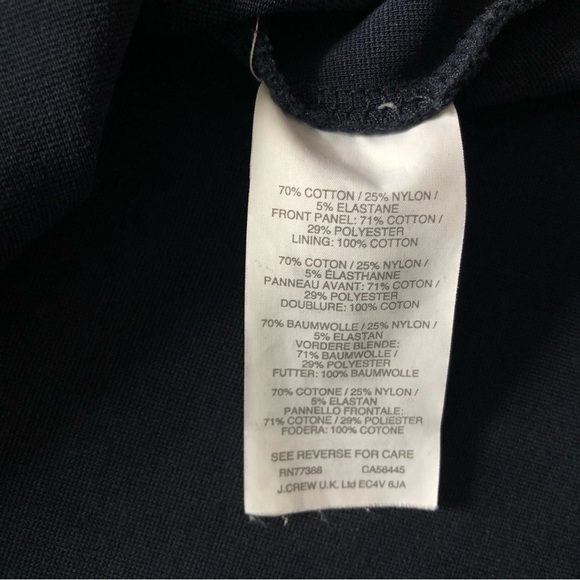 70% COTTON / 25% NYLON /
5% ELASTANE
FRONT PANEL: 71% COTTON /
29% POLYESTER
LINING: 100% COTTON
70% COTON / 25% NYLON /
5% ÉLASTHANNE
PANNEAU AVANT: 71% COTON /
29% POLYESTER
DOUBLURE: 100% COTON
70% BAUMWOLLE / 25% NYLON /
5% ELASTAN
VORDERE BLENDE:
71% BAUMWOLLE /
29% POLYESTER
FUTTER: 100% BAUMWOLLE
70% COTONE / 25% NYLON /
5% ELASTAN
PANNELLO FRONTALE:
71% COTONE / 29% POLIESTER
FODERA: 100% COTONE
SEE REVERSE FOR CARE
RN77388 CA56445
J.CREW U.K. Ltd EC4V 6JA